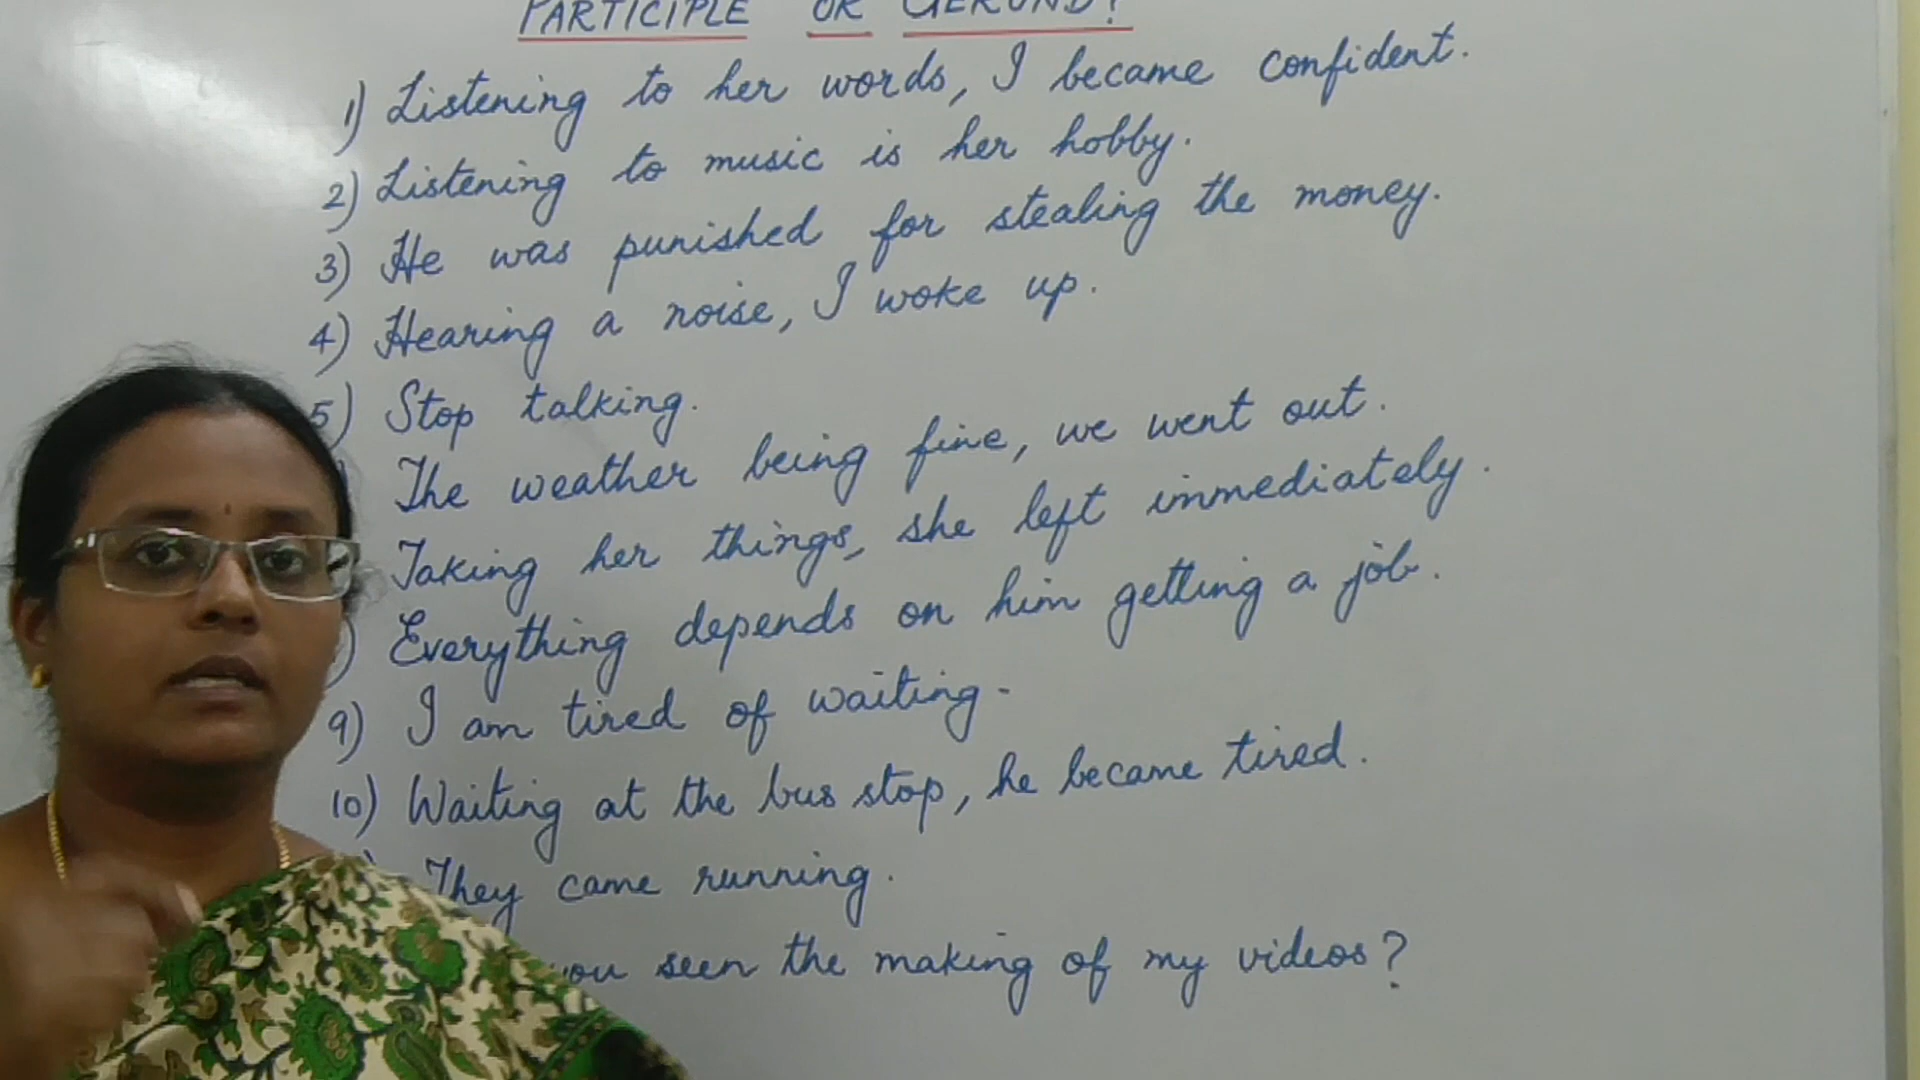 PARTICIPLE OR GERUND?
1) Listening to her words, I became confident.
2) Listening to music is her hobby.
3) He was punished for stealing the money.
4) Hearing a noise, I woke up.
5) Stop talking.
The weather being fine, we went out.
Taking her things, she left immediately.
) Everything depends on him getting a job.
9) I am tired of waiting.
10) Waiting at the bus stop, he became tired.
They came running.
you seen the making of my videos?